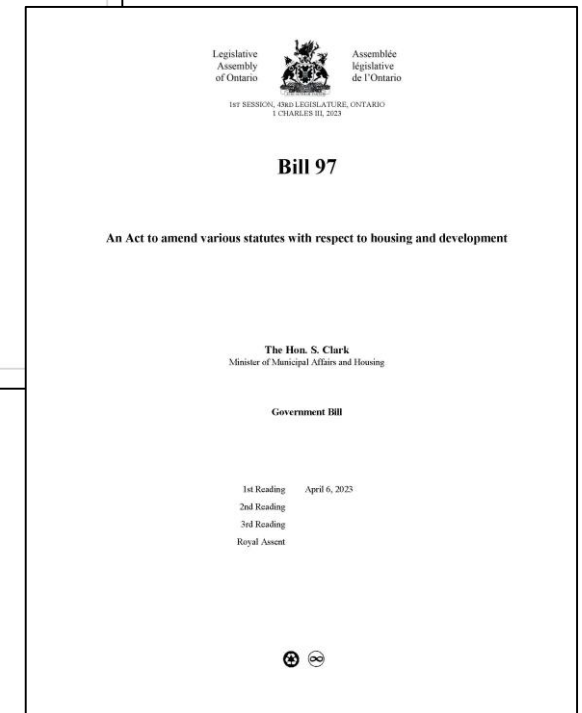 Legislative
Assembly
of Ontario
Assemblée
législative
de l'Ontario
1ST SESSION, 43RD LEGISLATURE, ONTARIO
1 CHARLES III, 2023
Bill 97
An Act to amend various statutes with respect to housing and development
The Hon. S. Clark
Minister of Municipal Affairs and Housing
Government Bill
1st Reading April 6, 2023
2nd Reading
3rd Reading
Royal Assent